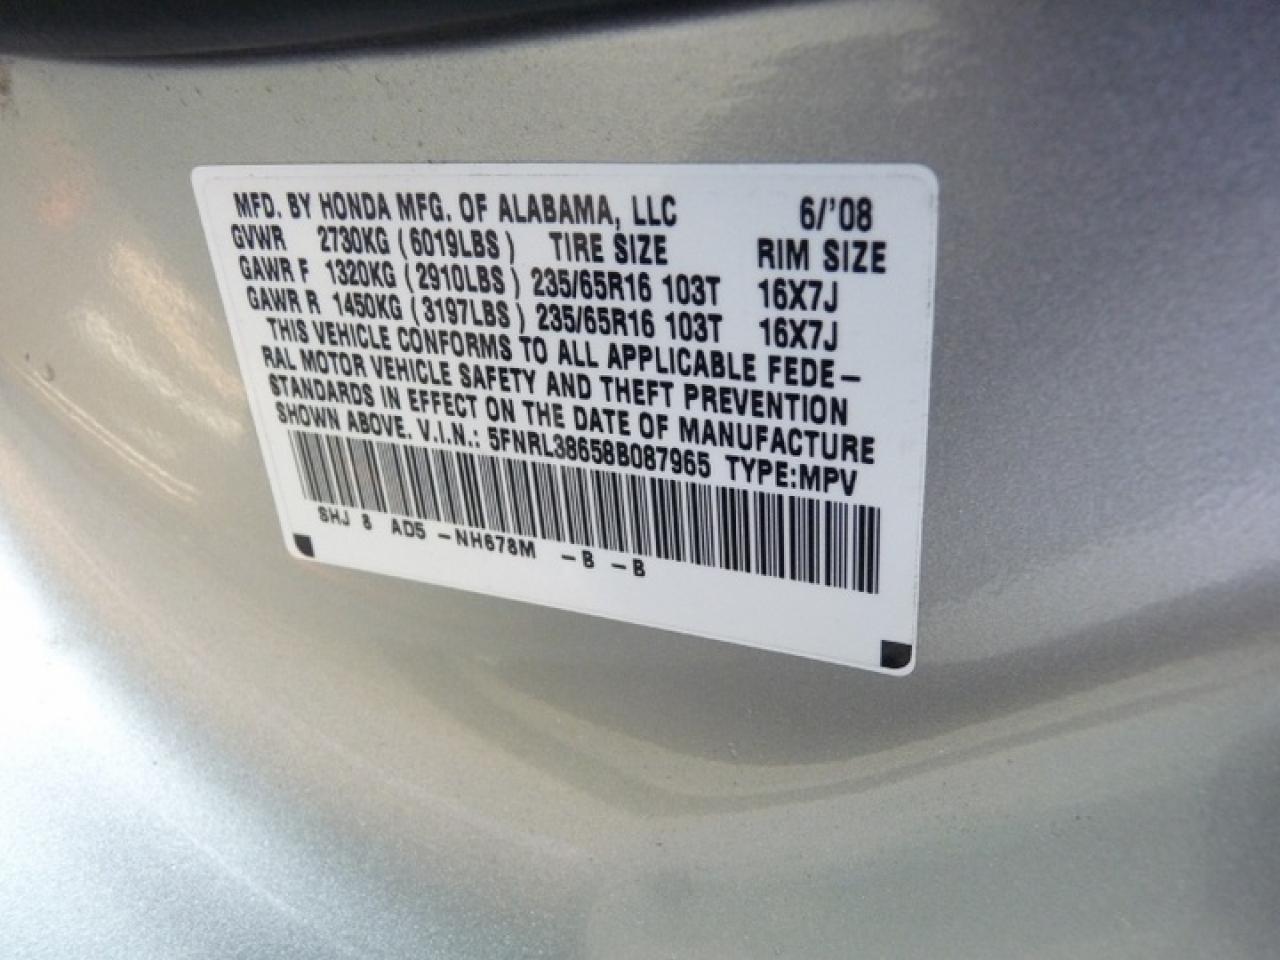 MFD. BY HONDA MFG. OF ALABAMA, LLC 6/'08
GVWR 2730KG (6019LBS) TIRE SIZE RIM SIZE
GAWR F 1320KG (2910LBS) 235/65R16 103T 16X7J
GAWR R 1450KG (3197LBS) 235/65R16 103T 16X7J
THIS VEHICLE CONFORMS TO ALL APPLICABLE FEDE-
RAL MOTOR VEHICLE SAFETY AND THEFT PREVENTION
STANDARDS IN EFFECT ON THE DATE OF MANUFACTURE
SHOWN ABOVE. V.I.N.: 5FNRL38658B087965 TYPE:MPV
SHJ 8 AD5 -NH678M -B -B